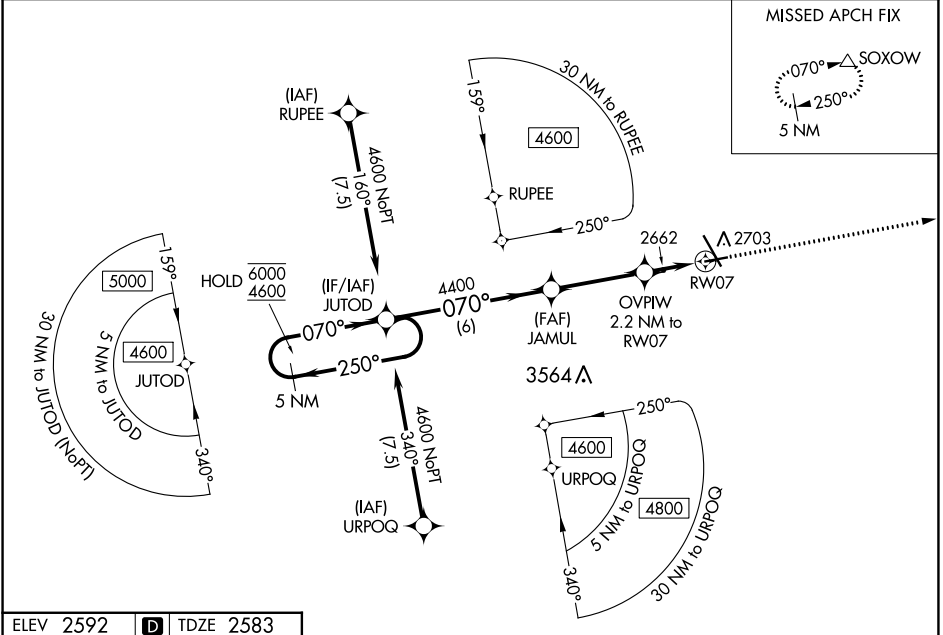 MISSED APCH FIX
070°
SOXOW
250°
5 NM
30 NM to RUPEE
159°
4600
RUPEE
250°
(IAF)
RUPEE
4600 NoPT
160°
(7.5)
30 NM to JUTOD (NoPT)
159°
5000
5 NM to JUTOD
4600
JUTOD
340°
HOLD 6000
4600
(IF/IAF)
JUTOD
070°
250°
5 NM
4400
070°
(6)
(FAF)
JAMUL
2662
OVPIW
2.2 NM to
RW07
2703
RW07
3564
4600 NoPT
340°
(7.5)
(IAF)
URPOQ
250°
4600
URPOQ
5 NM to URPOQ
4800
340°
30 NM to URPOQ
ELEV 2592 D TDZE 2583